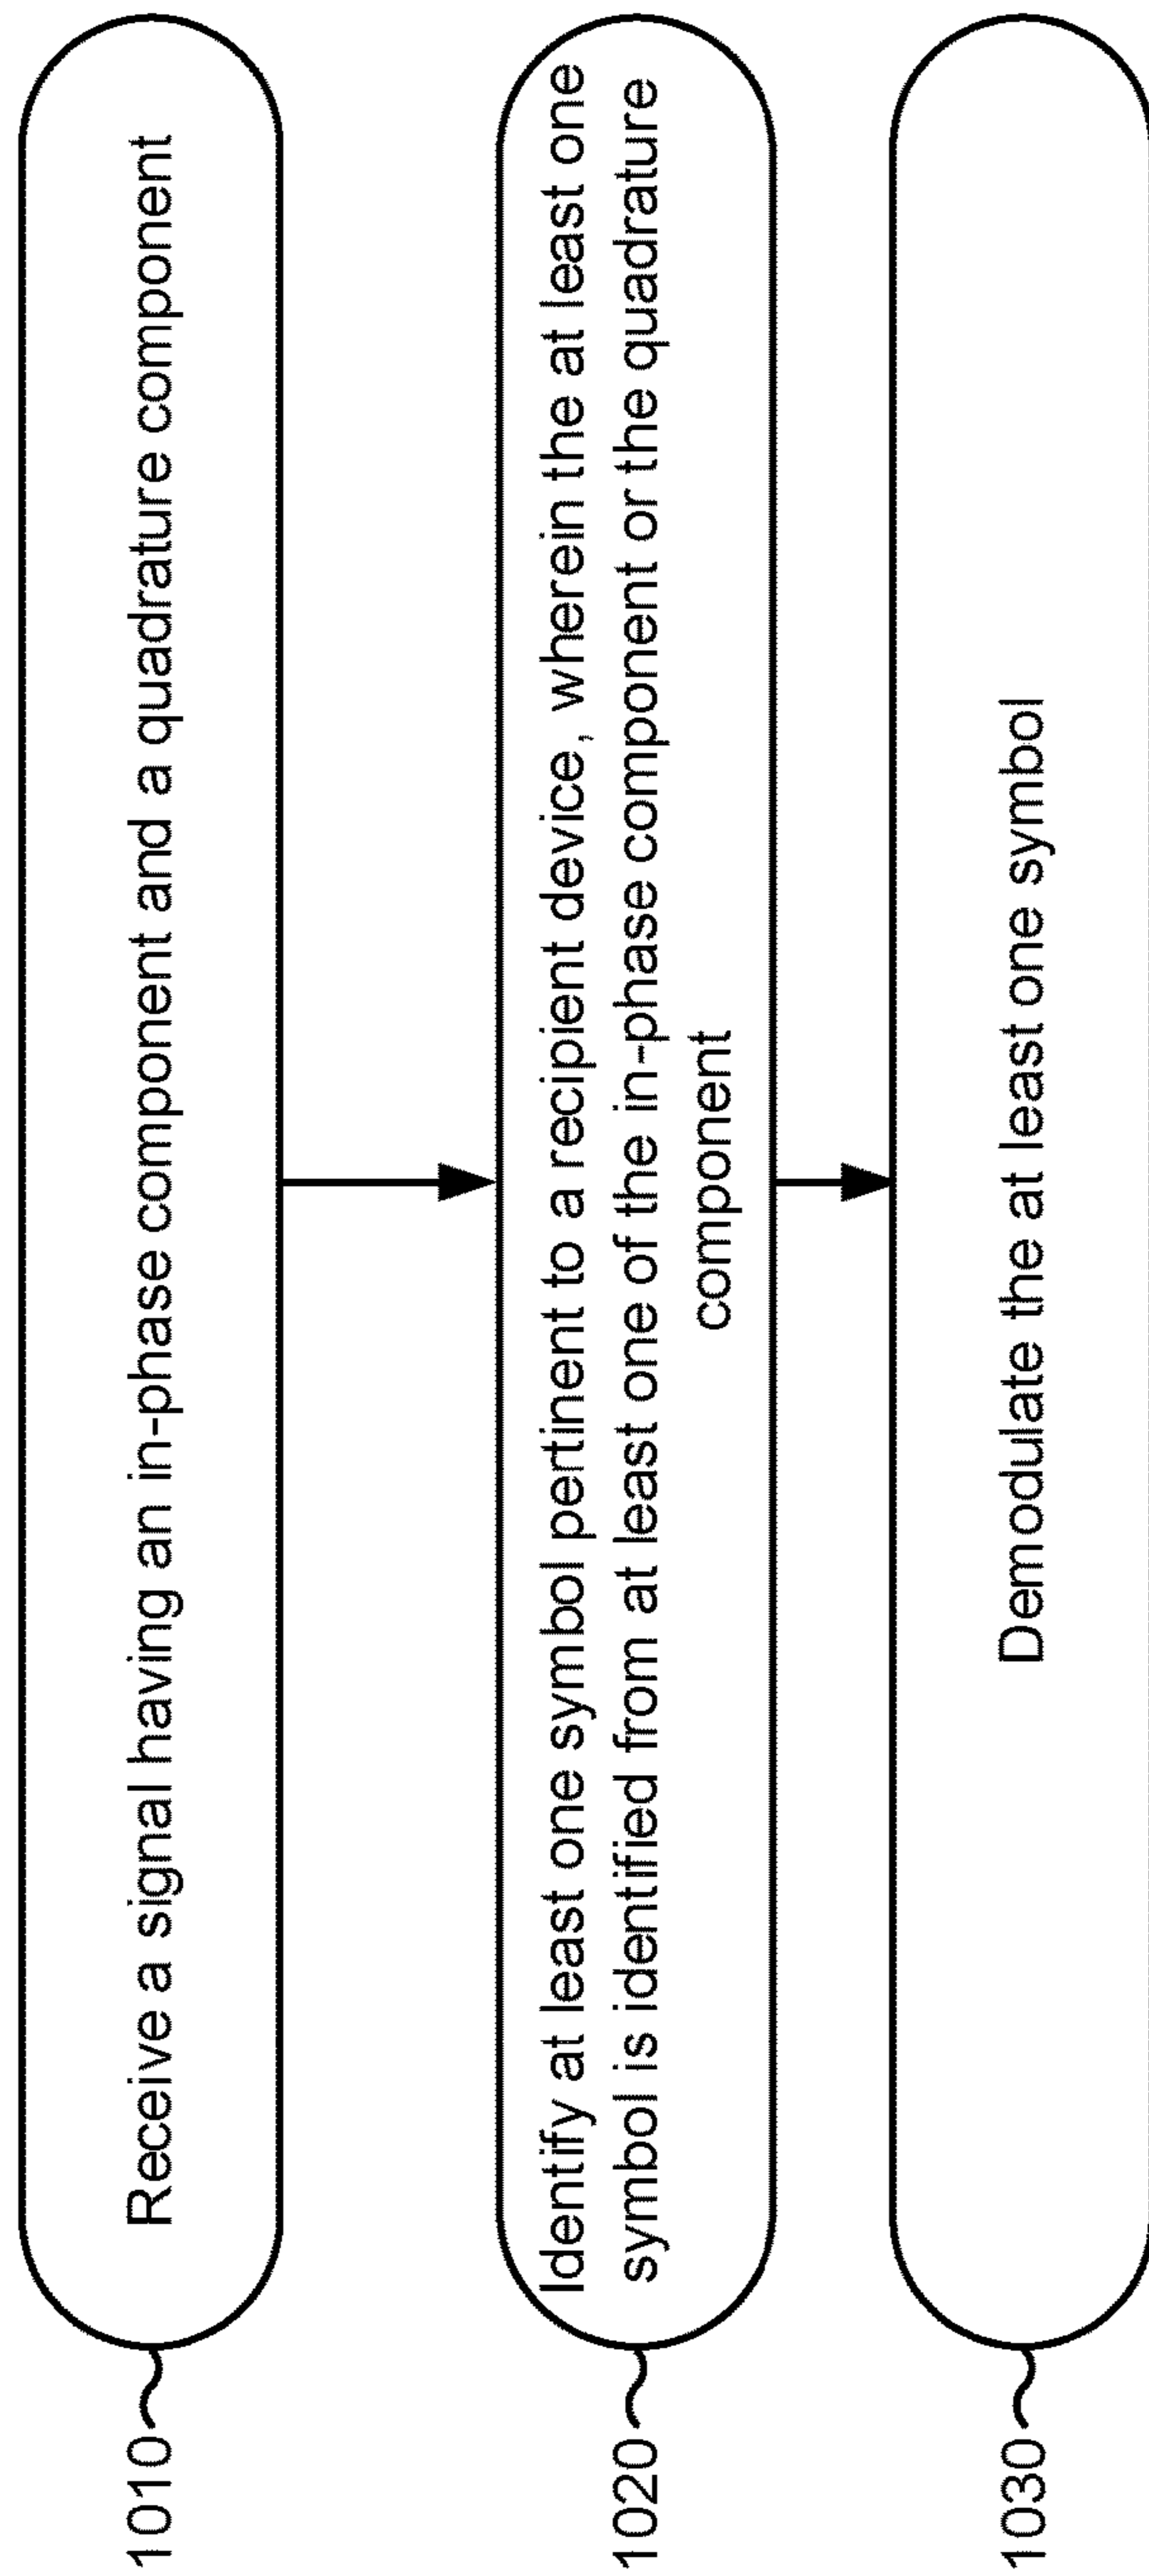 1010
Receive a signal having an in-phase component and a quadrature component
1020
Identify at least one symbol pertinent to a recipient device, wherein the at least one
symbol is identified from at least one of the in-phase component or the quadrature
component
1030
Demodulate the at least one symbol